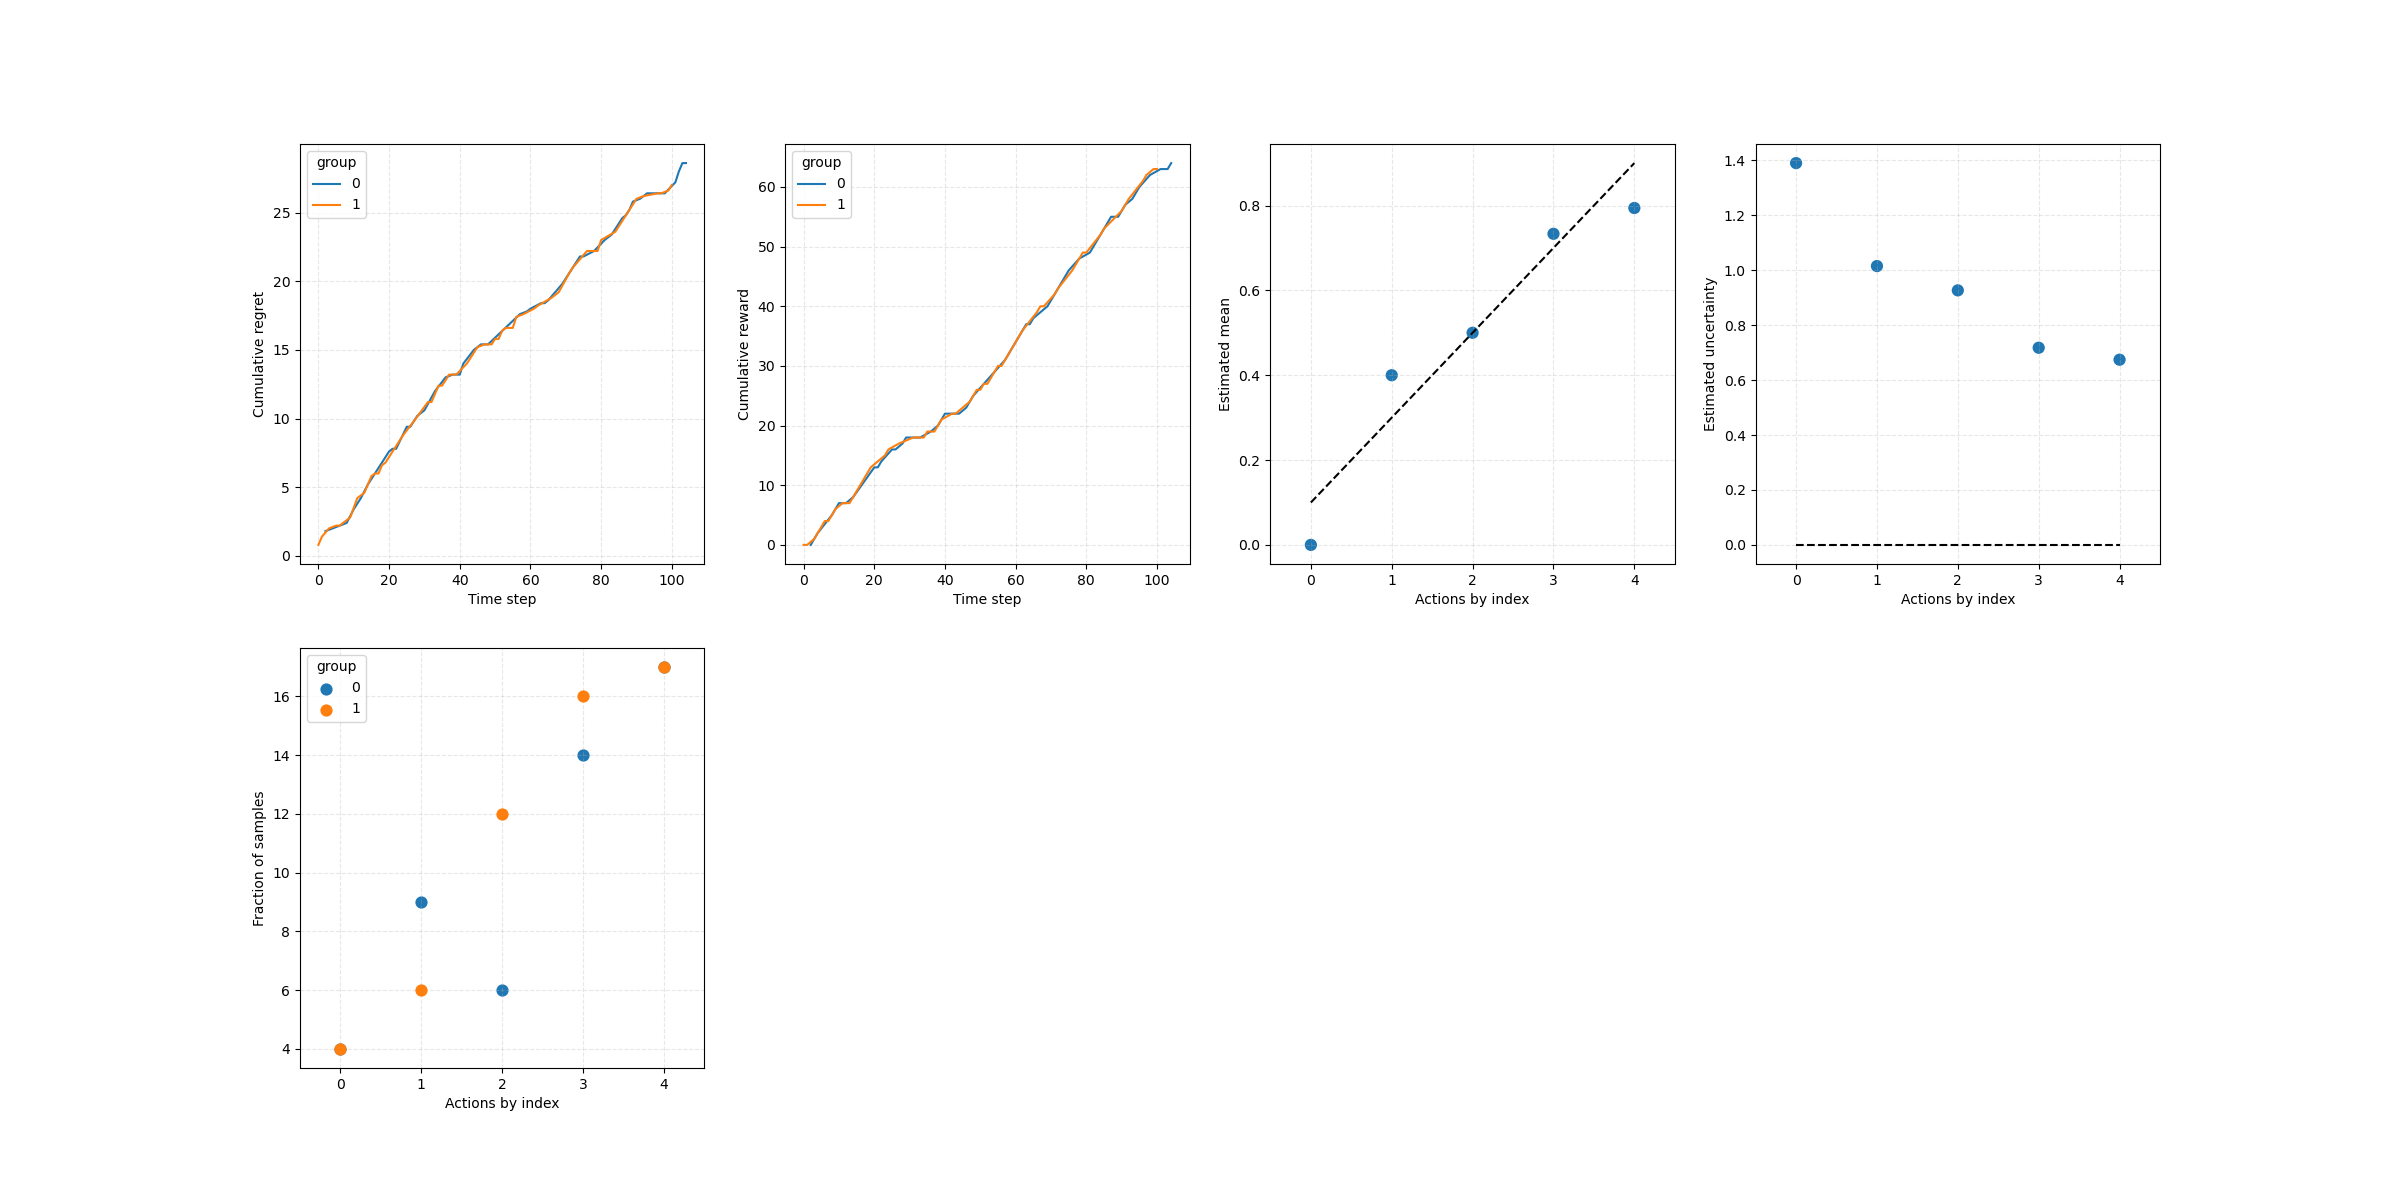 group
0
1
25
20
15
10
5
0
Cumulative regret
0 20 40 60 80 100
Time step
group
0
1
60
50
40
30
20
10
0
Cumulative reward
0 20 40 60 80 100
Time step
0.8
0.6
0.4
0.2
0.0
Estimated mean
0 1 2 3 4
Actions by index
1.4
1.2
1.0
0.8
0.6
0.4
0.2
0.0
Estimated uncertainty
0 1 2 3 4
Actions by index
group
0
1
16
14
12
10
8
6
4
Fraction of samples
0 1 2 3 4
Actions by index